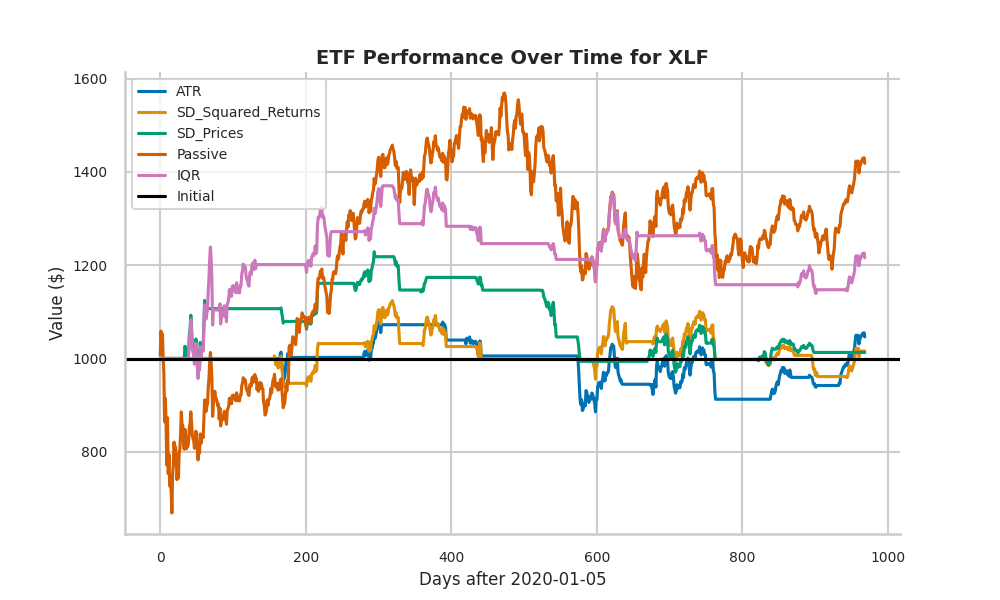 ETF Performance Over Time for XLF
ATR
SD_Squared_Returns
SD_Prices
Passive
IQR
Initial
1600
1400
1200
1000
800
Value ($)
0 200 400 600 800 1000
Days after 2020-01-05